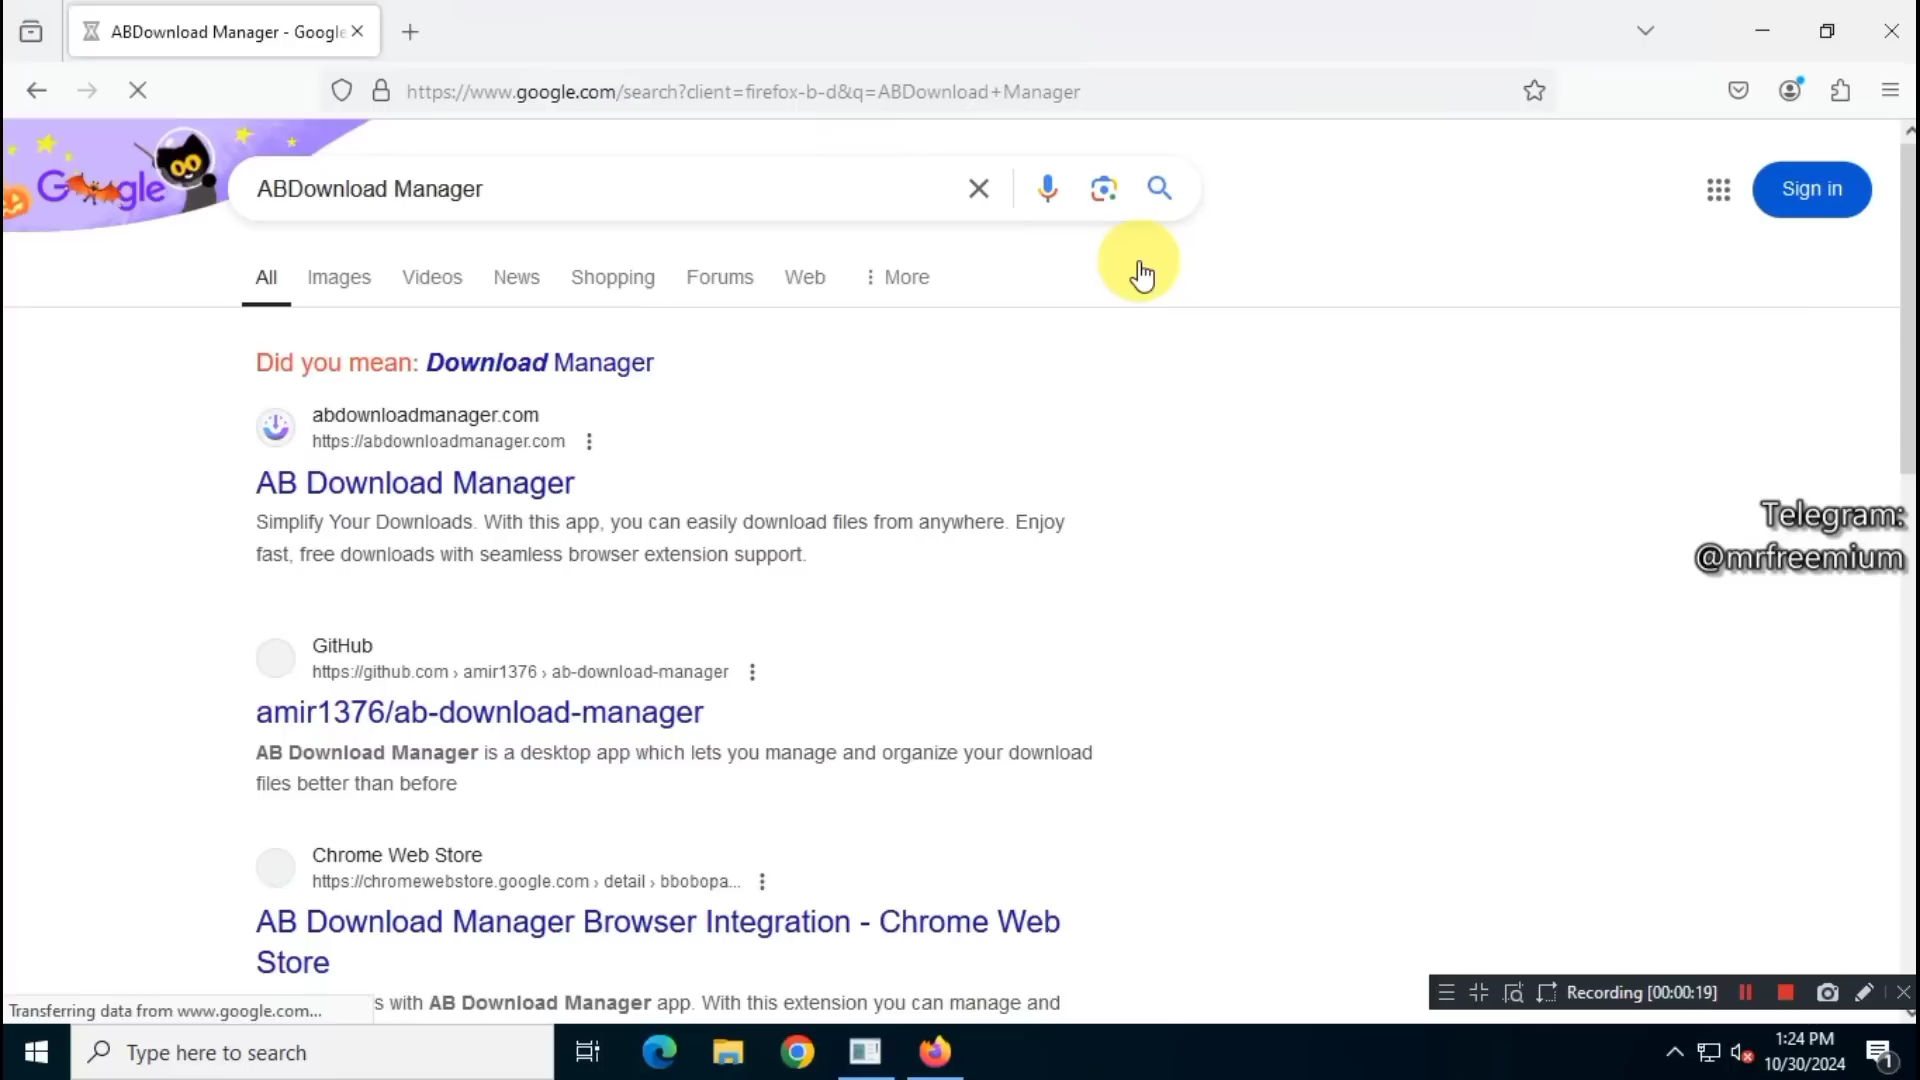 ABDownload Manager - Google
https://www.google.com/search?client=firefox-b-d&q=ABDownload+Manager
Google
ABDownload Manager
Sign in
All
Images
Videos
News
Shopping
Forums
Web
More
Did you mean: Download Manager
abdownloadmanager.com
https://abdownloadmanager.com
AB Download Manager
Simplify Your Downloads. With this app, you can easily download files from anywhere. Enjoy
fast, free downloads with seamless browser extension support.
Telegram:
@mrfreemium
GitHub
https://github.com › amir1376 › ab-download-manager
amir1376/ab-download-manager
AB Download Manager is a desktop app which lets you manage and organize your download
files better than before
Chrome Web Store
https://chromewebstore.google.com › detail › bbobopa...
AB Download Manager Browser Integration - Chrome Web
Store
s with AB Download Manager app. With this extension you can manage and
Transferring data from www.google.com...
Recording [00:00:19]
Type here to search
1:24 PM
10/30/2024
1